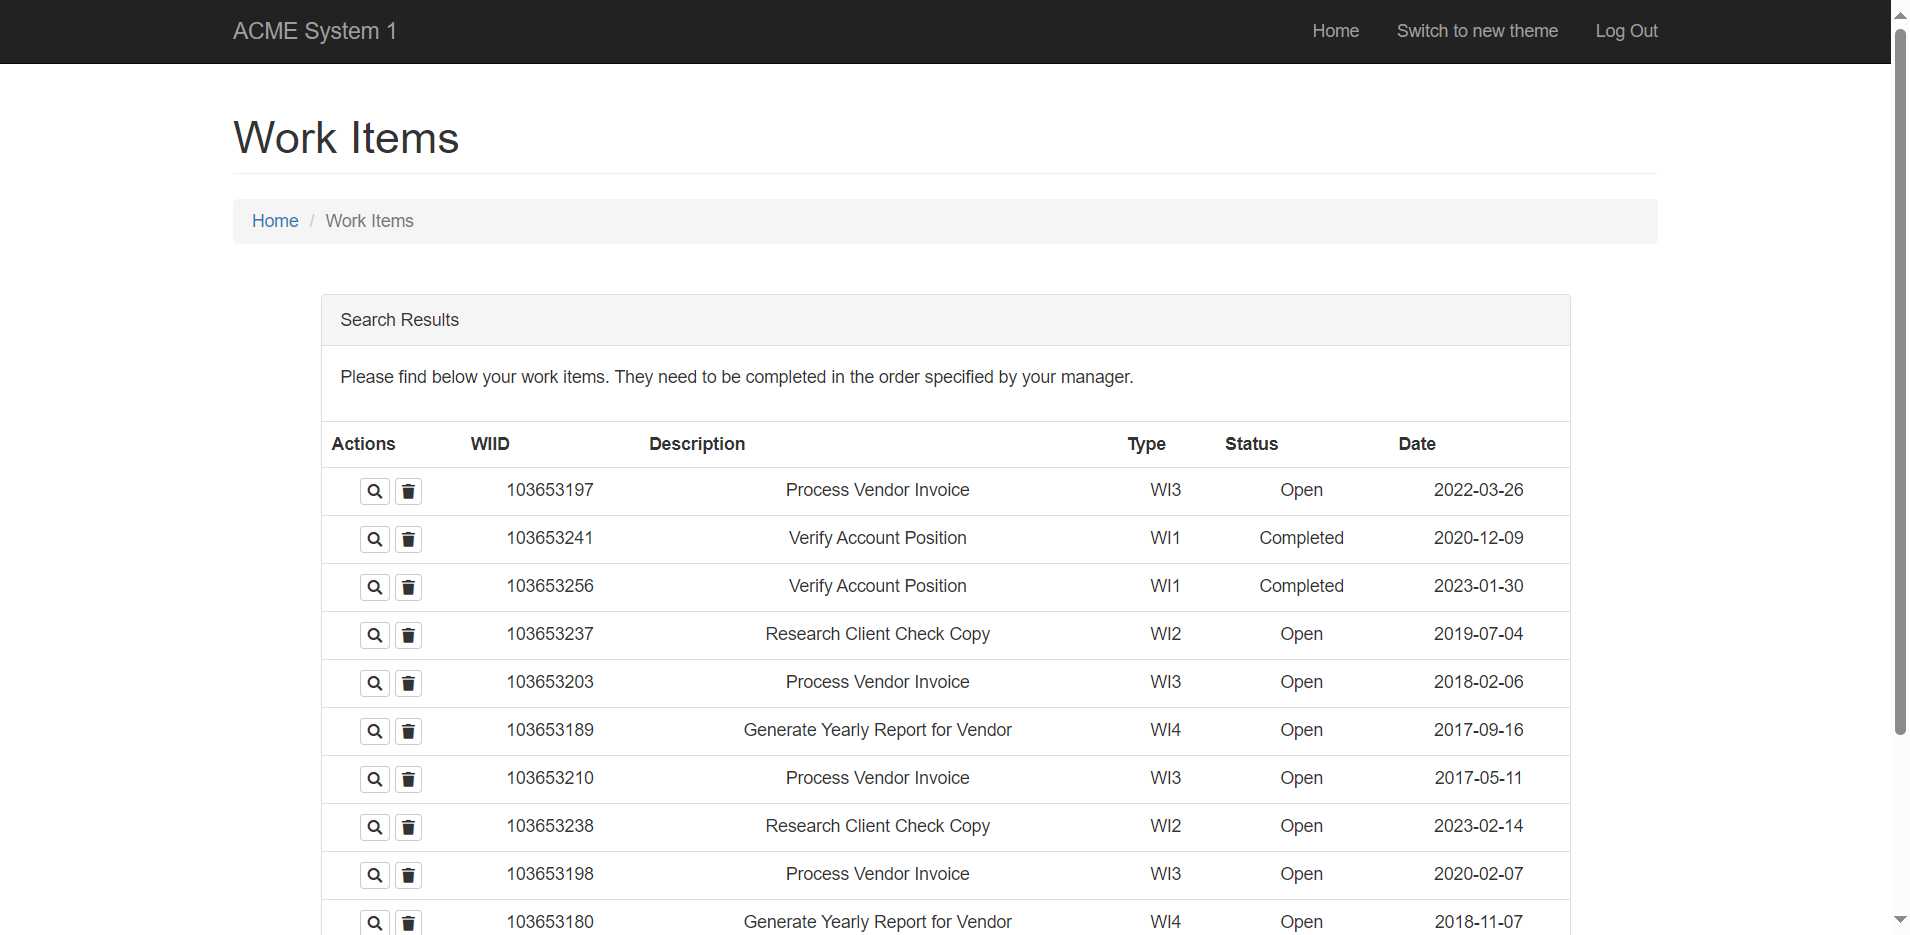 ACME System 1 Home Switch to new theme Log Out
Work Items
Home / Work Items
Search Results
Please find below your work items. They need to be completed in the order specified by your manager.
Actions WIID Description Type Status Date
103653197 Process Vendor Invoice WI3 Open 2022-03-26
103653241 Verify Account Position WI1 Completed 2020-12-09
103653256 Verify Account Position WI1 Completed 2023-01-30
103653237 Research Client Check Copy WI2 Open 2019-07-04
103653203 Process Vendor Invoice WI3 Open 2018-02-06
103653189 Generate Yearly Report for Vendor WI4 Open 2017-09-16
103653210 Process Vendor Invoice WI3 Open 2017-05-11
103653238 Research Client Check Copy WI2 Open 2023-02-14
103653198 Process Vendor Invoice WI3 Open 2020-02-07
103653180 Generate Yearly Report for Vendor WI4 Open 2018-11-07